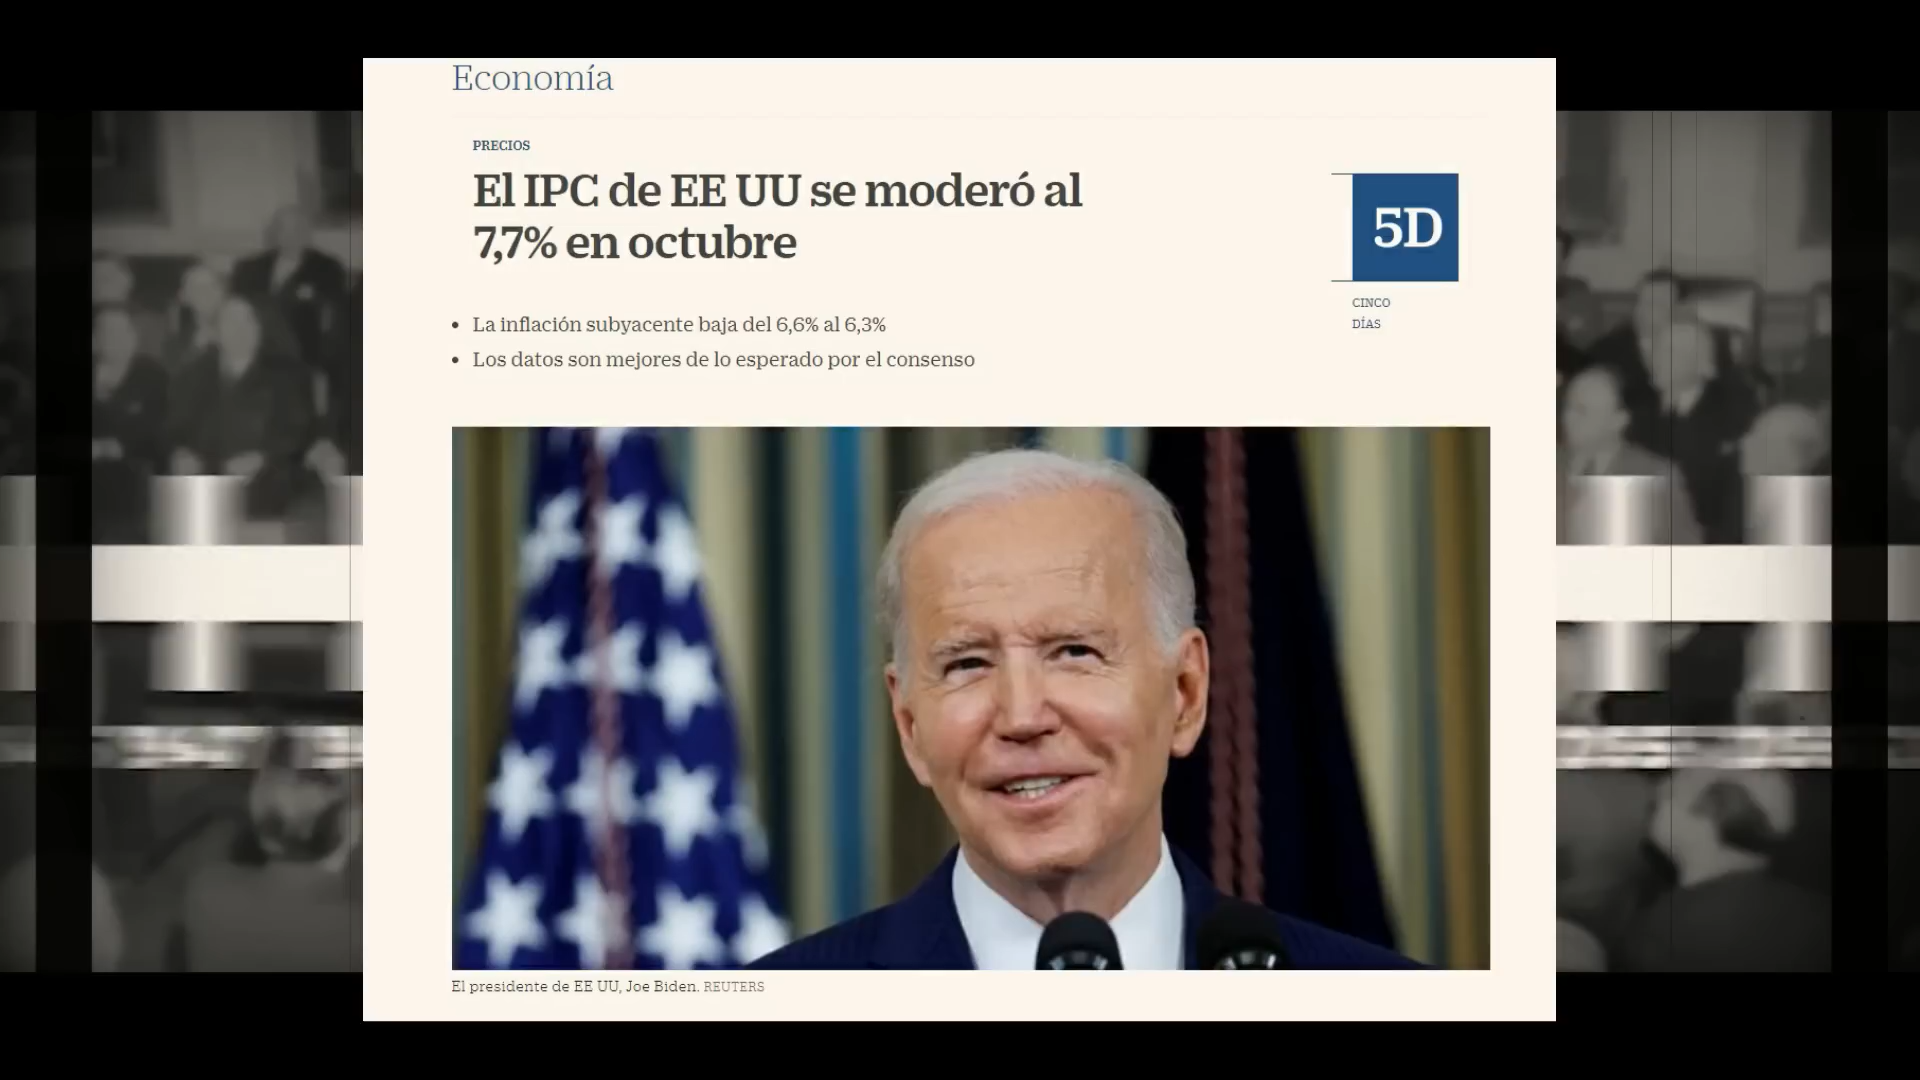 Economía
PRECIOS
El IPC de EE UU se moderó al
7,7% en octubre
5D
CINCO
DÍAS
• La inflación subyacente baja del 6,6% al 6,3%
• Los datos son mejores de lo esperado por el consenso
El presidente de EE UU, Joe Biden. REUTERS